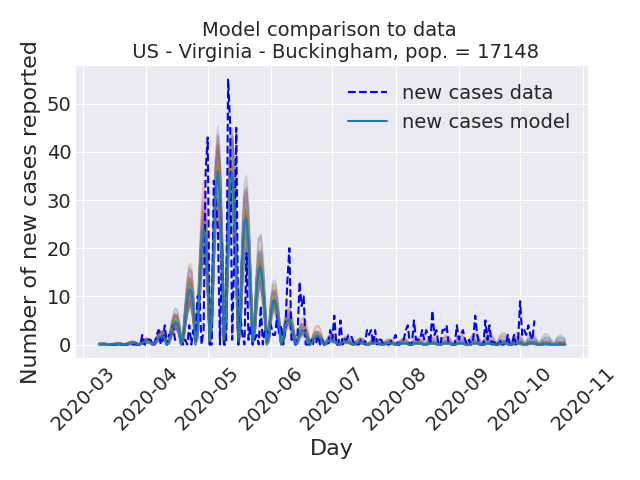 Model comparison to data
US - Virginia - Buckingham, pop. = 17148
Number of new cases reported
50
40
30
20
10
0
new cases data
new cases model
2020-03
2020-04
2020-05
2020-06
2020-07
2020-08
2020-09
2020-10
2020-11
Day